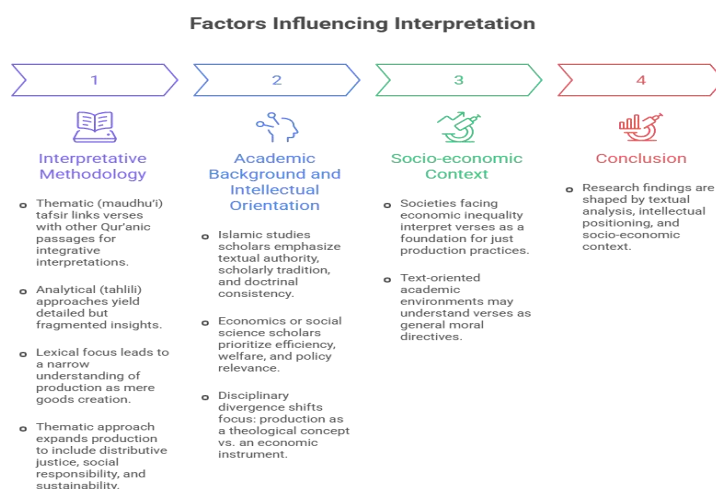 Factors Influencing Interpretation
1
2
3
4
Interpretative
Methodology
Thematic (maudhu'i)
tafsir links verses
with other Qur'anic
passages for
integrative
interpretations.
Analytical (tahlili)
approaches yield
detailed but
fragmented insights.
Lexical focus leads to
a narrow
understanding of
production as mere
goods creation.
Thematic approach
expands production
to include distributive
justice, social
responsibility, and
sustainability.
Academic
Background and
Intellectual
Orientation
Islamic studies
scholars emphasize
textual authority,
scholarly tradition,
and doctrinal
consistency.
Economics or social
science scholars
prioritize efficiency,
welfare, and policy
relevance.
Disciplinary
divergence shifts
focus: production as
a theological concept
vs. an economic
instrument.
Socio-economic
Context
Societies facing
economic inequality
interpret verses as a
foundation for just
production practices.
Text-oriented
academic
environments may
understand verses as
general moral
directives.
Conclusion
Research findings are
shaped by textual
analysis, intellectual
positioning, and
socio-economic
context.